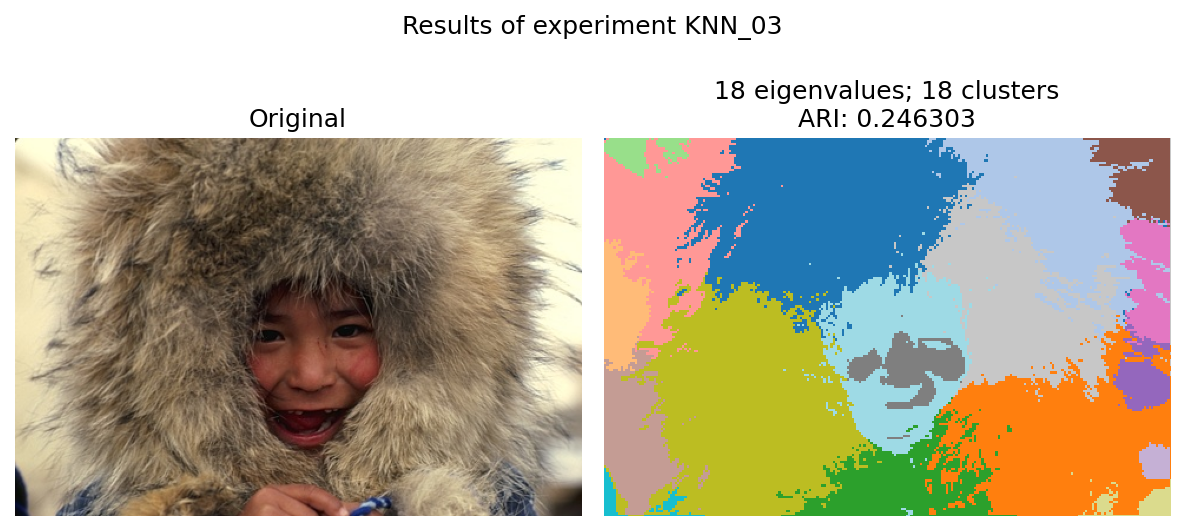 Results of experiment KNN_03
Original
18 eigenvalues; 18 clusters
ARI: 0.246303